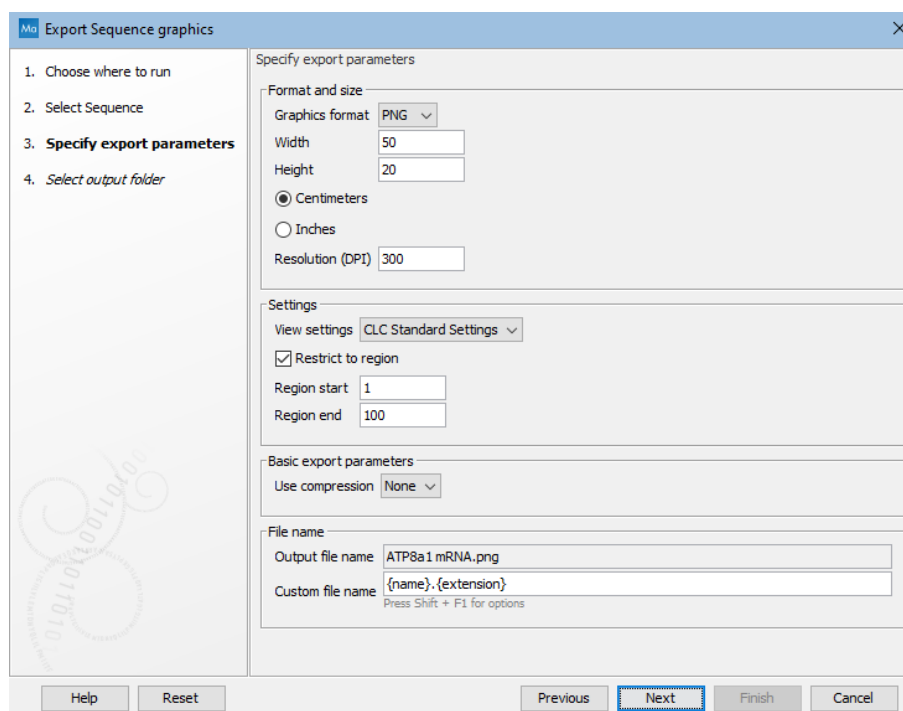 Ma Export Sequence graphics
1. Choose where to run
2. Select Sequence
3. Specify export parameters
4. Select output folder
Specify export parameters
Format and size
Graphics format PNG
Width 50
Height 20
Centimeters
Inches
Resolution (DPI) 300
Settings
View settings CLC Standard Settings
Restrict to region
Region start 1
Region end 100
Basic export parameters
Use compression None
File name
Output file name ATP8a1 mRNA.png
Custom file name {name}.{extension}
Press Shift + F1 for options
Help Reset Previous Next Finish Cancel